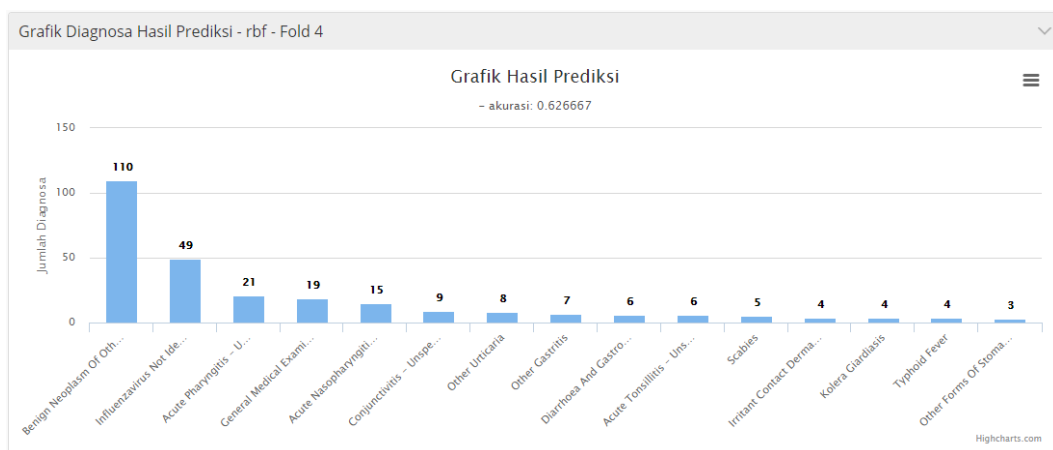 Grafik Diagnosa Hasil Prediksi - rbf - Fold 4
Grafik Hasil Prediksi
- akurasi: 0.626667
Jumlah Diagnosa
150
100
50
0
110
49
21
19
15
9
8
7
6
6
5
4
4
4
3
Benign Neoplasm Of Oth...
Influenzavirus Not Ide...
Acute Pharyngitis - U...
General Medical Exami...
Acute Nasopharyngiti...
Conjunctivitis - Unspe...
Other Urticaria
Other Gastritis
Diarrhoea And Gastro...
Acute Tonsillitis - Uns...
Scabies
Irritant Contact Derma...
Kolera Giardiasis
Typhoid Fever
Other Forms Of Stoma...
Highcharts.com